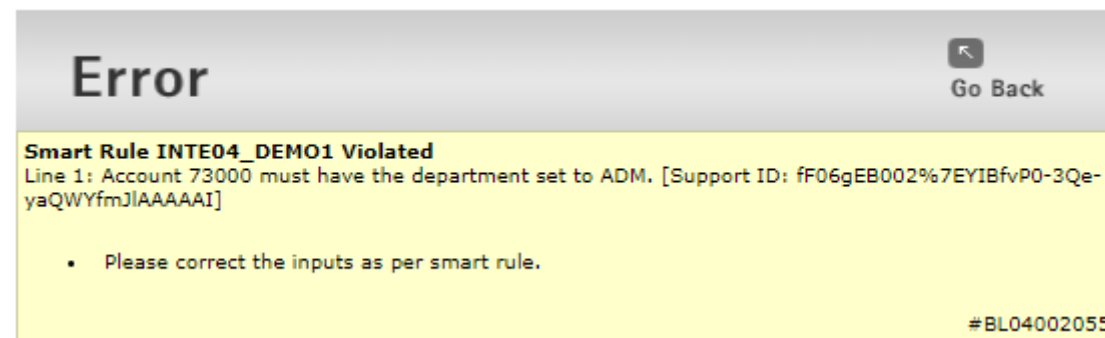 Error
Go Back
Smart Rule INTE04_DEMO1 Violated
Line 1: Account 73000 must have the department set to ADM. [Support ID: fF06gEB002%7EYIBfvP0-3Qe-
yaQWYfmJlAAAAAI]
• Please correct the inputs as per smart rule.
#BL04002055